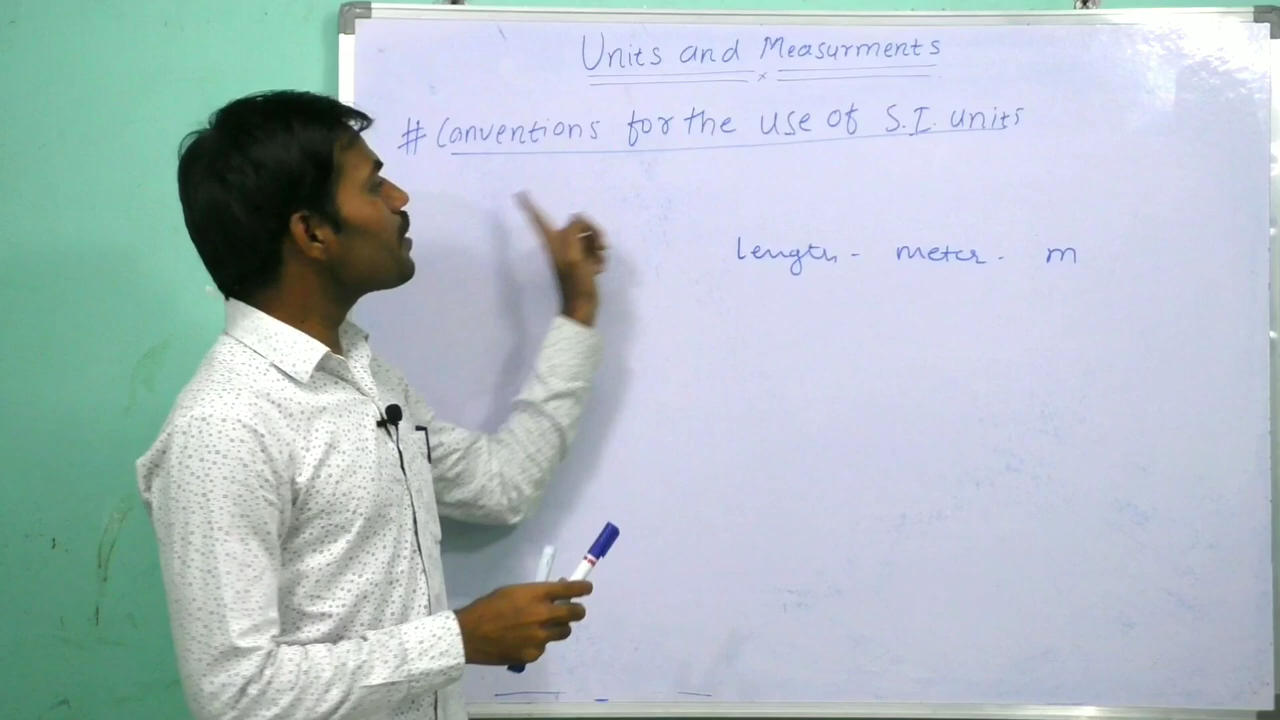 Units and Measurments
# Conventions for the use of S.I. units
length - meter - m